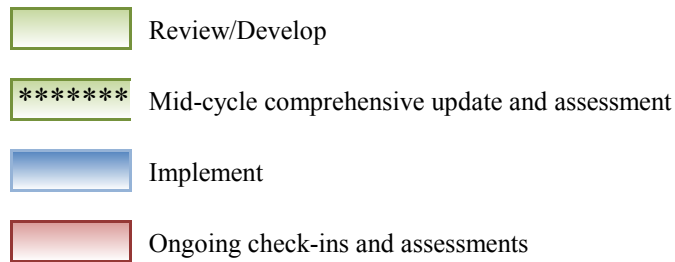 Review/Develop
******* Mid-cycle comprehensive update and assessment
Implement
Ongoing check-ins and assessments